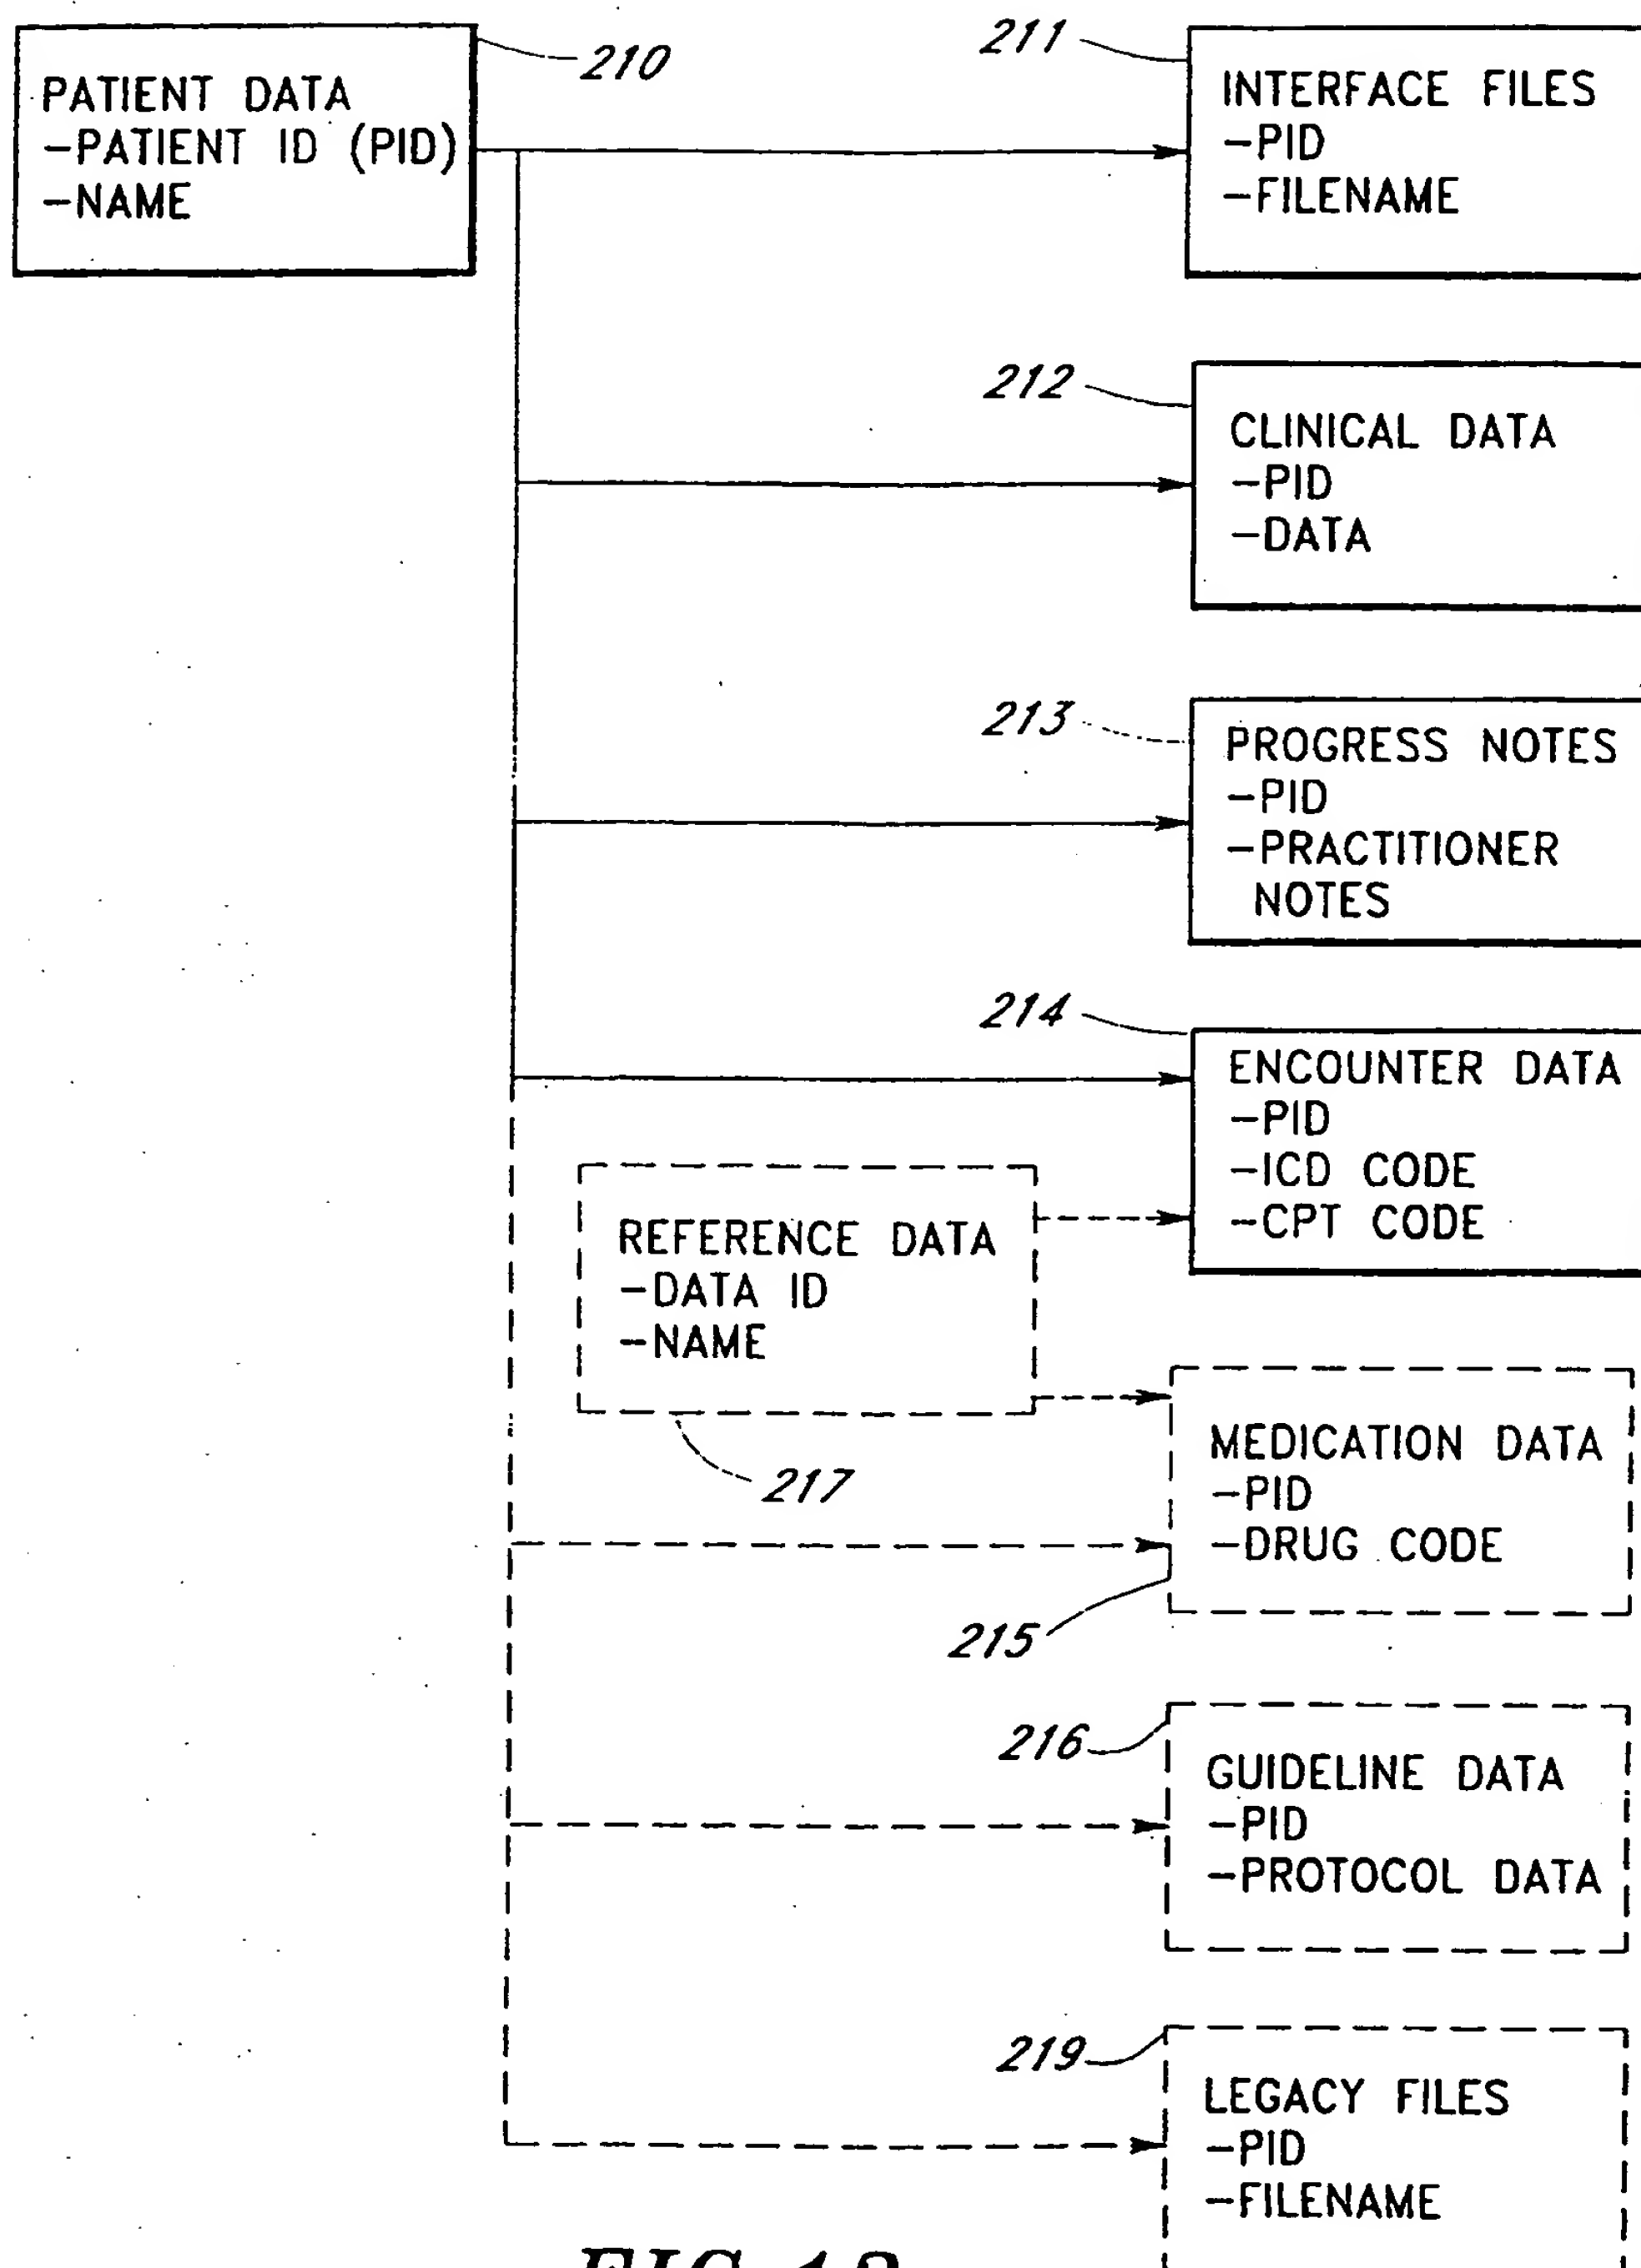 210
PATIENT DATA
-PATIENT ID (PID)
-NAME
211
INTERFACE FILES
-PID
-FILENAME
212
CLINICAL DATA
-PID
-DATA
213
PROGRESS NOTES
-PID
-PRACTITIONER
NOTES
214
ENCOUNTER DATA
-PID
-ICD CODE
-CPT CODE
REFERENCE DATA
-DATA ID
-NAME
217
MEDICATION DATA
-PID
-DRUG CODE
215
216
GUIDELINE DATA
-PID
-PROTOCOL DATA
219
LEGACY FILES
-PID
-FILENAME